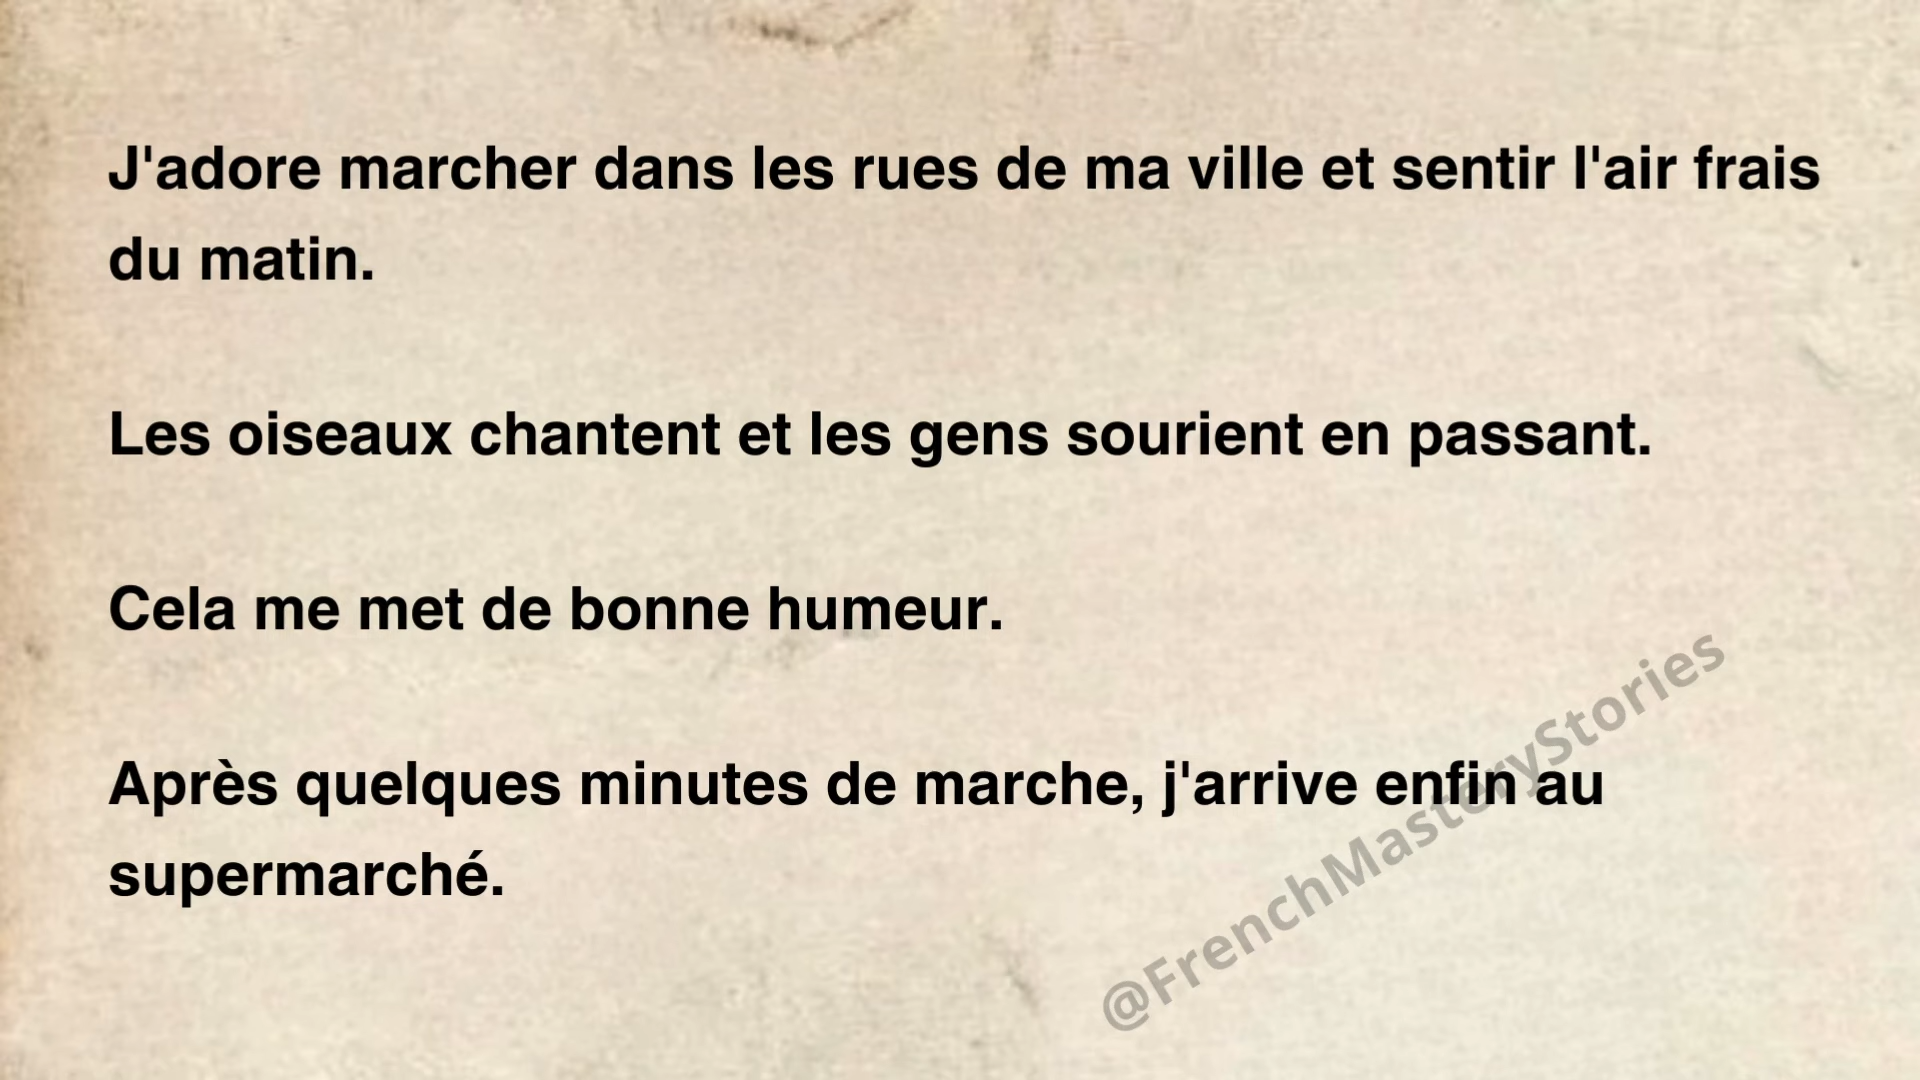 J'adore marcher dans les rues de ma ville et sentir l'air frais
du matin.
Les oiseaux chantent et les gens sourient en passant.
Cela me met de bonne humeur.
Après quelques minutes de marche, j'arrive enfin au
supermarché.
@FrenchMasteryStories